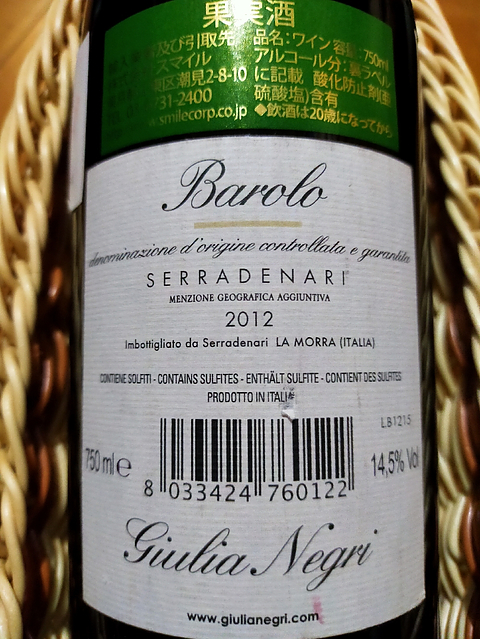 果実酒
及び引取先 品名:ワイン 容量:750ml
スマイル アルコール分:裏ラベル
区潮見2-8-10 に記載 酸化防止剤(亜
31-2400 硫酸塩)含有
smilecorp.co.jp ◆飲酒は20歳になってから
Barolo
denominazione d'origine controllata e garantita
SERRADENARI
MENZIONE GEOGRAFICA AGGIUNTIVA
2012
Imbottigliato da Serradenari LA MORRA (ITALIA)
CONTIENE SOLFITI - CONTAINS SULFITES - ENTHÄLT SULFITE - CONTIENT DES SULFITES
PRODOTTO IN ITALI
LB1215
750 ml e 14,5% Vol
8 033424 760122
Giulia Negri
www.giulianegri.com